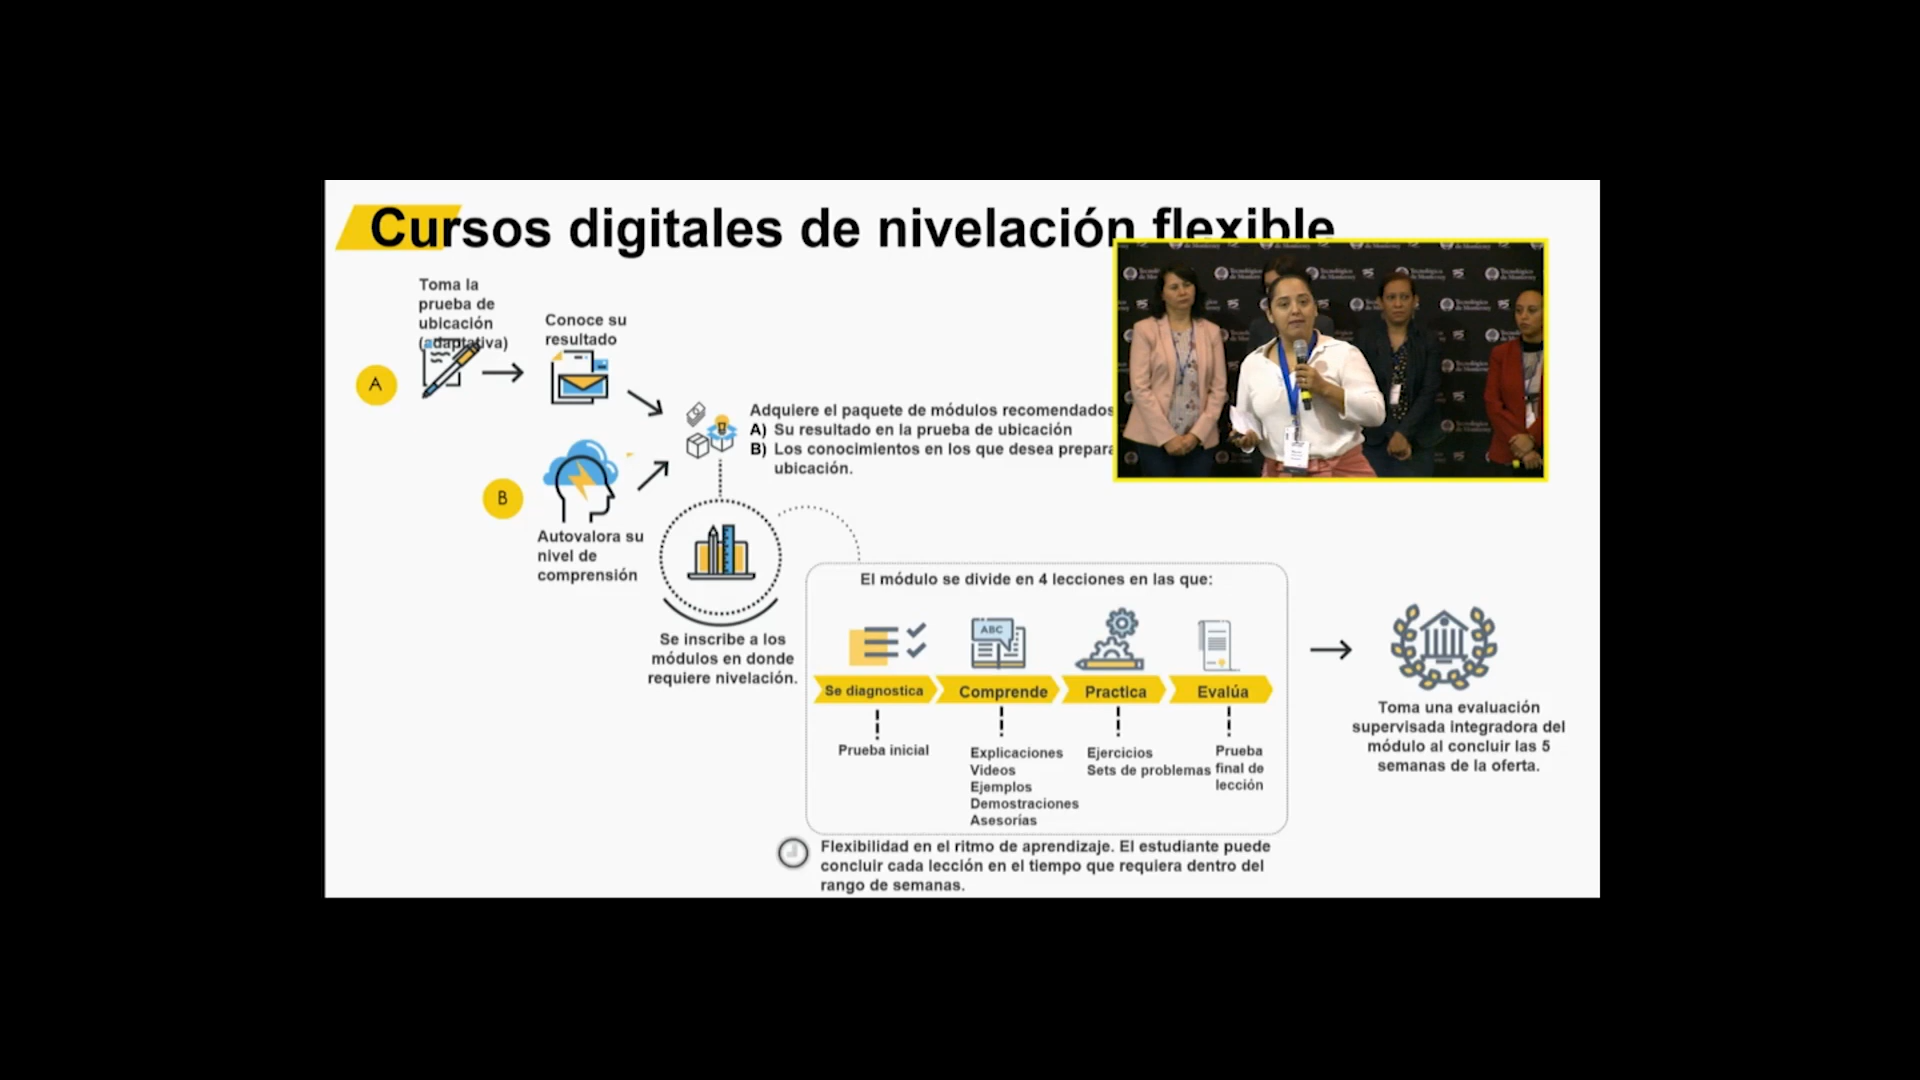 Cursos digitales de nivelación flexible
Toma la
prueba de
ubicación
(adaptativa)
Conoce su
resultado
A
B
Autovalora su
nivel de
comprensión
Adquiere el paquete de módulos recomendados
A) Su resultado en la prueba de ubicación
B) Los conocimientos en los que desea prepara
ubicación.
Tecnológico
de Monterrey
Se inscribe a los
módulos en donde
requiere nivelación.
El módulo se divide en 4 lecciones en las que:
ABC
Se diagnostica
Comprende
Practica
Evalúa
Prueba inicial
Explicaciones
Videos
Ejemplos
Demostraciones
Asesorías
Ejercicios
Sets de problemas
Prueba
final de
lección
Toma una evaluación
supervisada integradora del
módulo al concluir las 5
semanas de la oferta.
Flexibilidad en el ritmo de aprendizaje. El estudiante puede
concluir cada lección en el tiempo que requiera dentro del
rango de semanas.